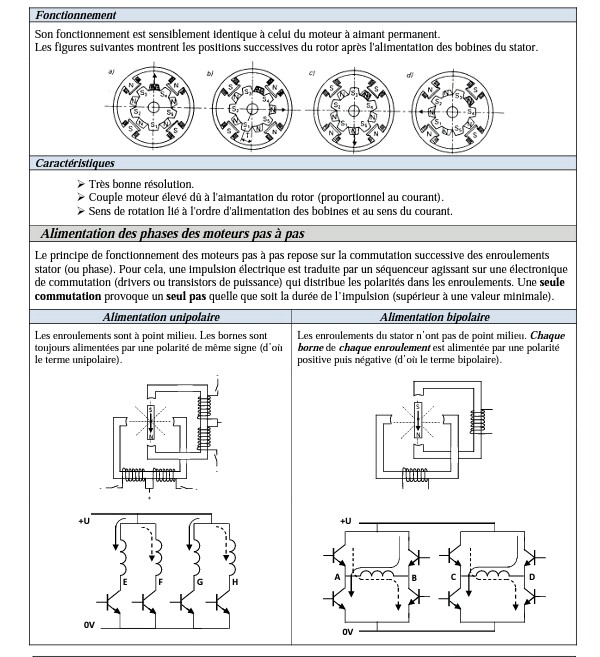 Fonctionnement
Son fonctionnement est sensiblement identique à celui du moteur à aimant permanent.
Les figures suivantes montrent les positions successives du rotor après l'alimentation des bobines du stator.
a) b) c) d)
Caractéristiques
➢ Très bonne résolution.
➢ Couple moteur élevé dû à l'aimantation du rotor (proportionnel au courant).
➢ Sens de rotation lié à l'ordre d'alimentation des bobines et au sens du courant.
Alimentation des phases des moteurs pas à pas
Le principe de fonctionnement des moteurs pas à pas repose sur la commutation successive des enroulements
stator (ou phase). Pour cela, une impulsion électrique est traduite par un séquenceur agissant sur une électronique
de commutation (drivers ou transistors de puissance) qui distribue les polarités dans les enroulements. Une seule
commutation provoque un seul pas quelle que soit la durée de l'impulsion (supérieur à une valeur minimale).
Alimentation unipolaire
Les enroulements sont à point milieu. Les bornes sont
toujours alimentées par une polarité de même signe (d'où
le terme unipolaire).
S
N
+
+U
E F G H
0V
Alimentation bipolaire
Les enroulements du stator n'ont pas de point milieu. Chaque
borne de chaque enroulement est alimentée par une polarité
positive puis négative (d'où le terme bipolaire).
S
N
+U
A B C D
0V